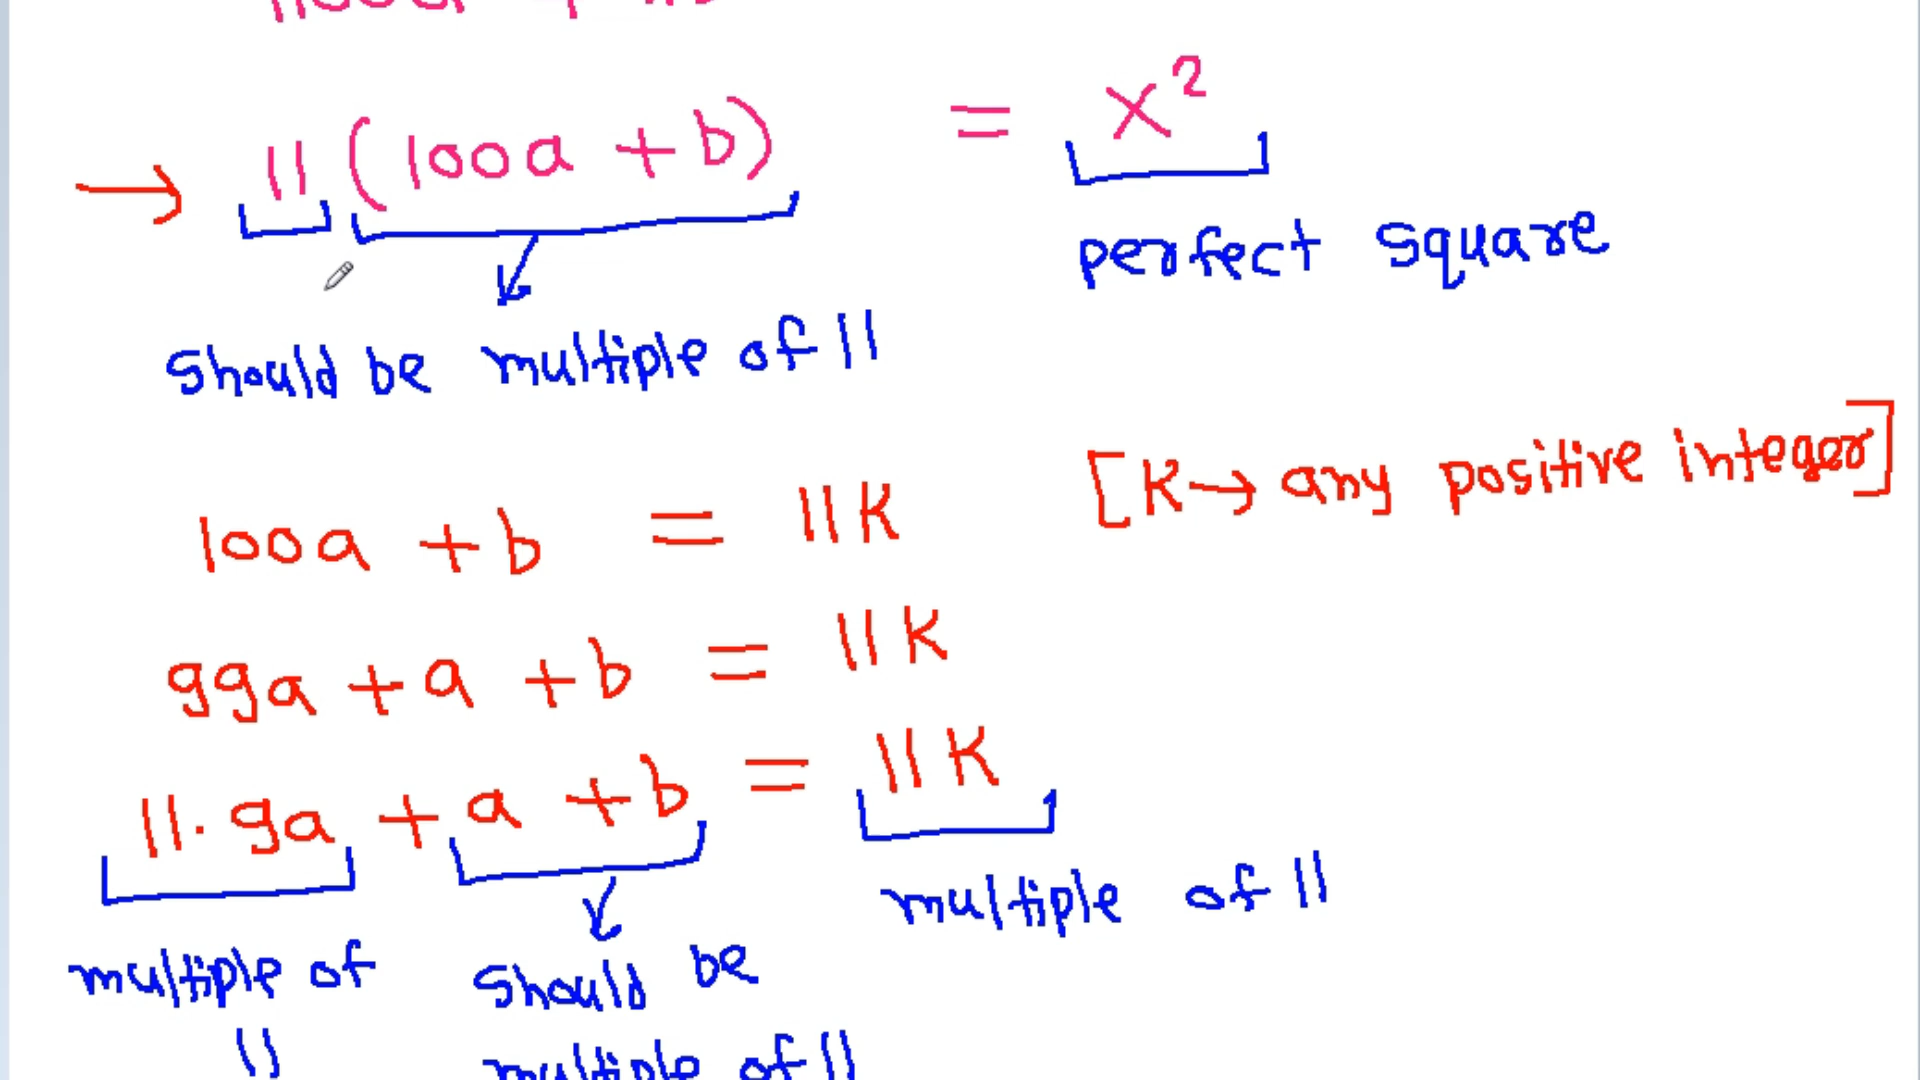 → 11 (100a + b) = x²
perfect square
Should be multiple of 11
100a + b = 11K [K → any positive integer]
99a + a + b = 11K
11.9a + a + b = 11K
multiple of 11
multiple of 11
Should be multiple of 11